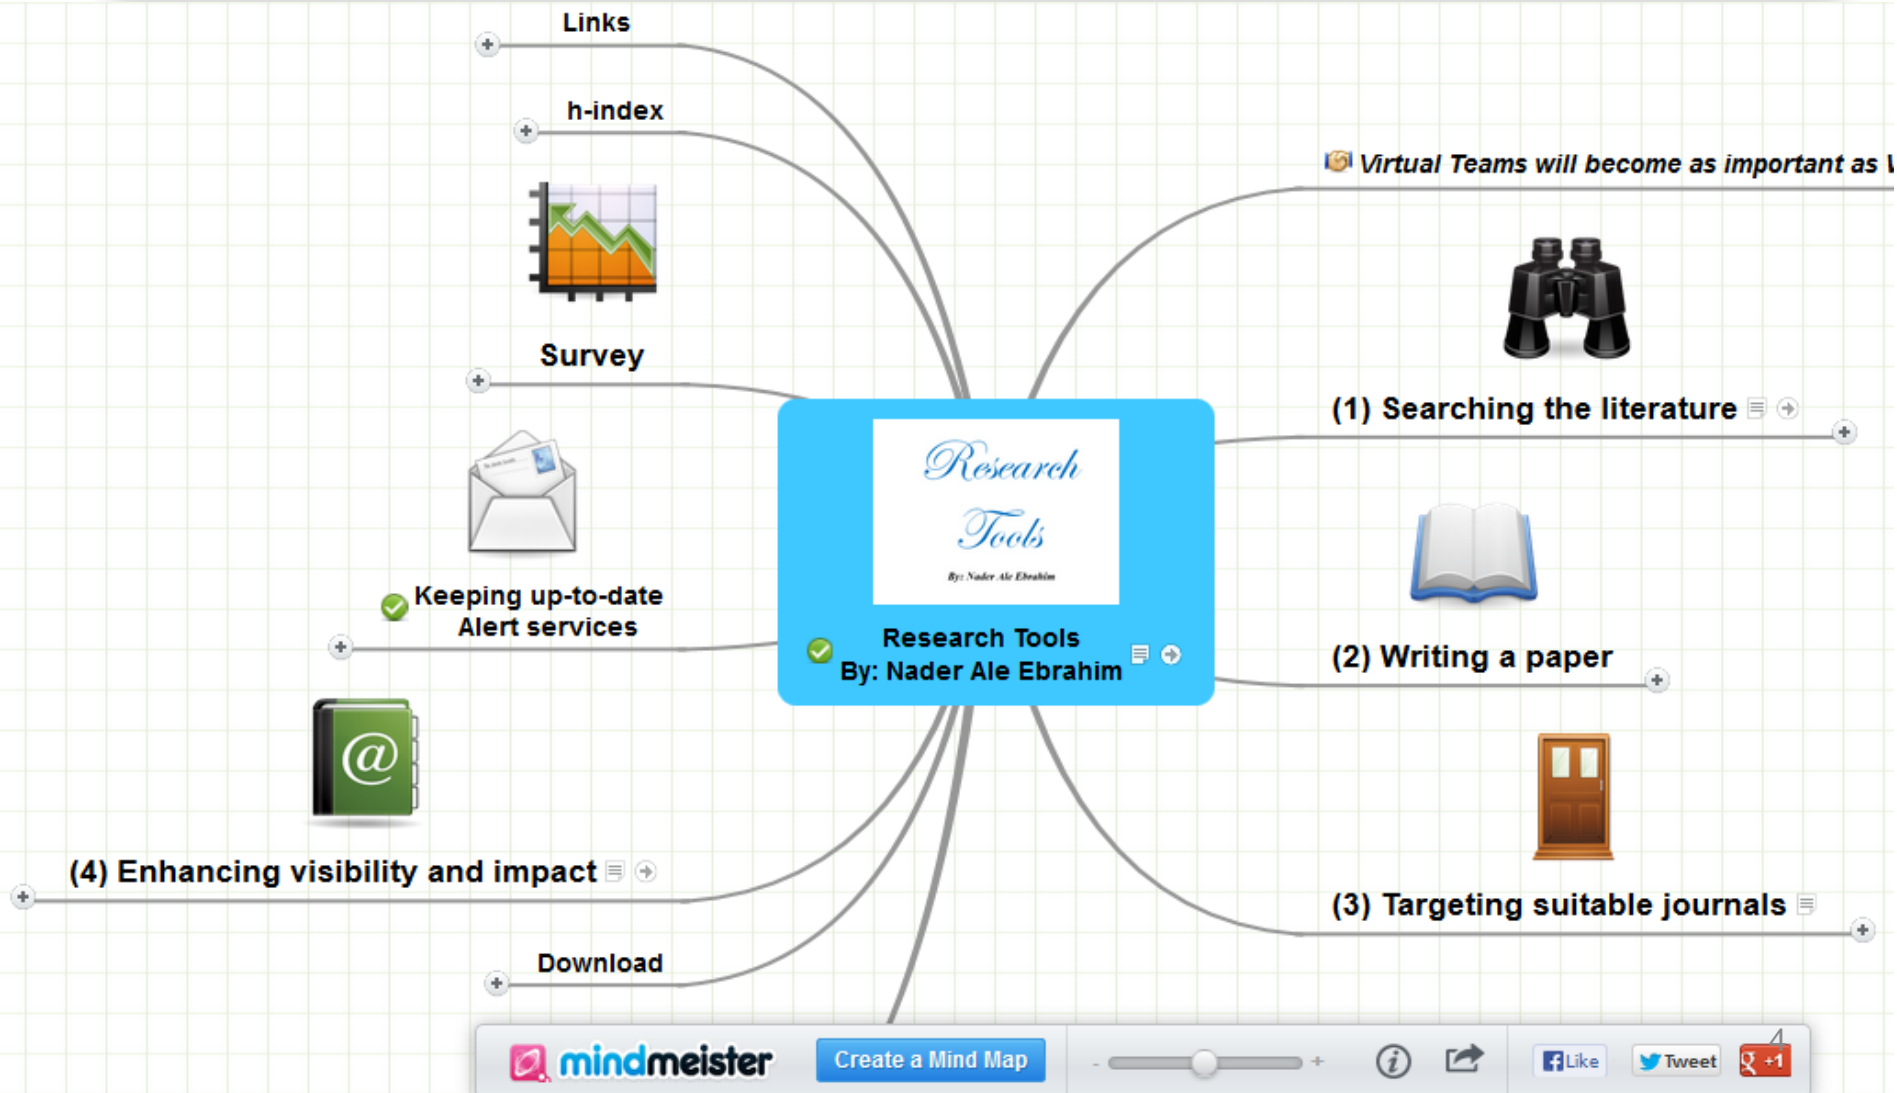 Links
h-index
Survey
Keeping up-to-date
Alert services
(4) Enhancing visibility and impact
Download
Research
Tools
By: Nader Ale Ebrahim
Research Tools
By: Nader Ale Ebrahim
Virtual Teams will become as important as
(1) Searching the literature
(2) Writing a paper
(3) Targeting suitable journals
@
mindmeister
Create a Mind Map
- +
i
Like
Tweet
g +1
4